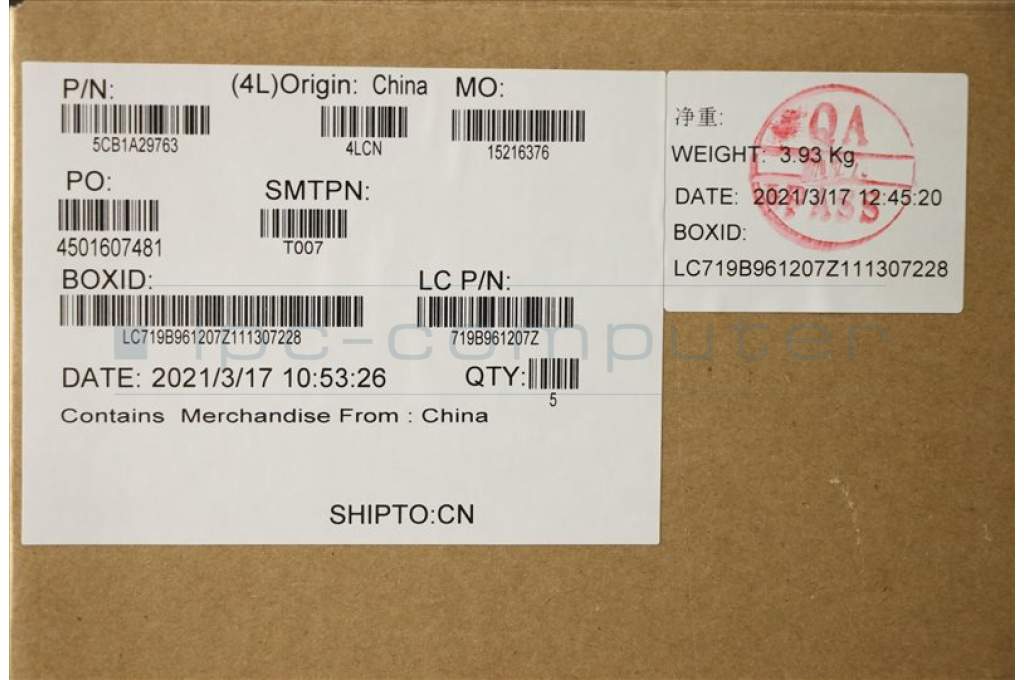 P/N: (4L)Origin: China MO:
5CB1A29763 4LCN 15216376
PO: SMTPN:
4501607481 T007
BOXID: LC P/N:
LC719B961207Z111307228 719B961207Z
DATE: 2021/3/17 10:53:26 QTY:
5
Contains Merchandise From : China
SHIPTO:CN
净重:
WEIGHT: 3.93 Kg
DATE: 2021/3/17 12:45:20
BOXID:
LC719B961207Z111307228
QA
PASS
ipc-computer